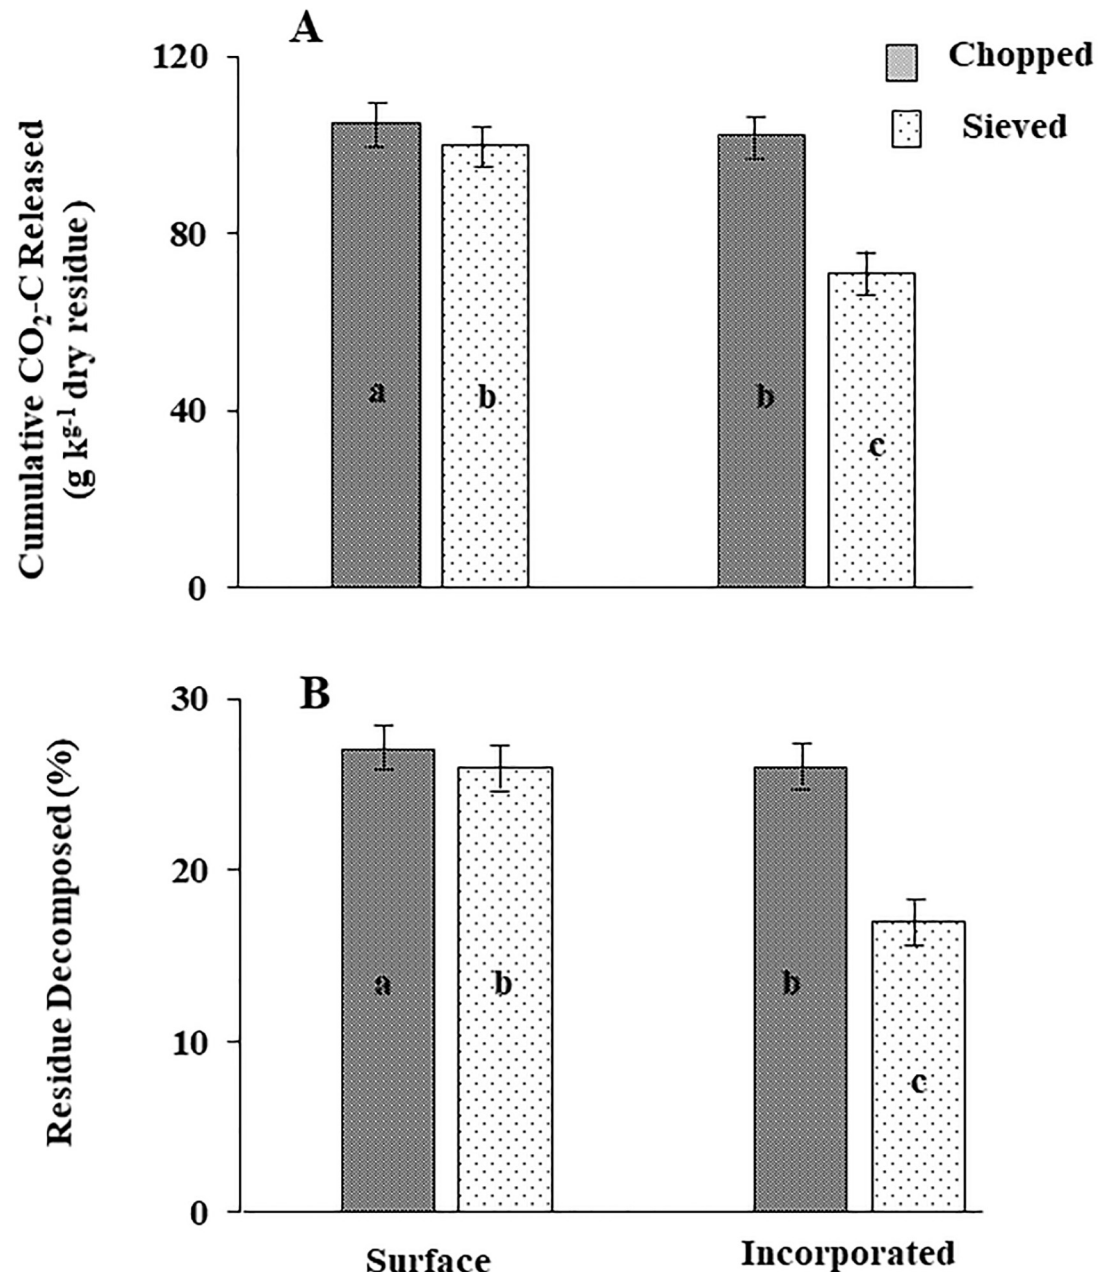 A
120
80
40
0
Cumulative CO₂-C Released
(g kg⁻¹ dry residue)
Chopped
Sieved
a
b
b
c
B
30
20
10
0
Residue Decomposed (%)
a
b
b
c
Surface
Incorporated